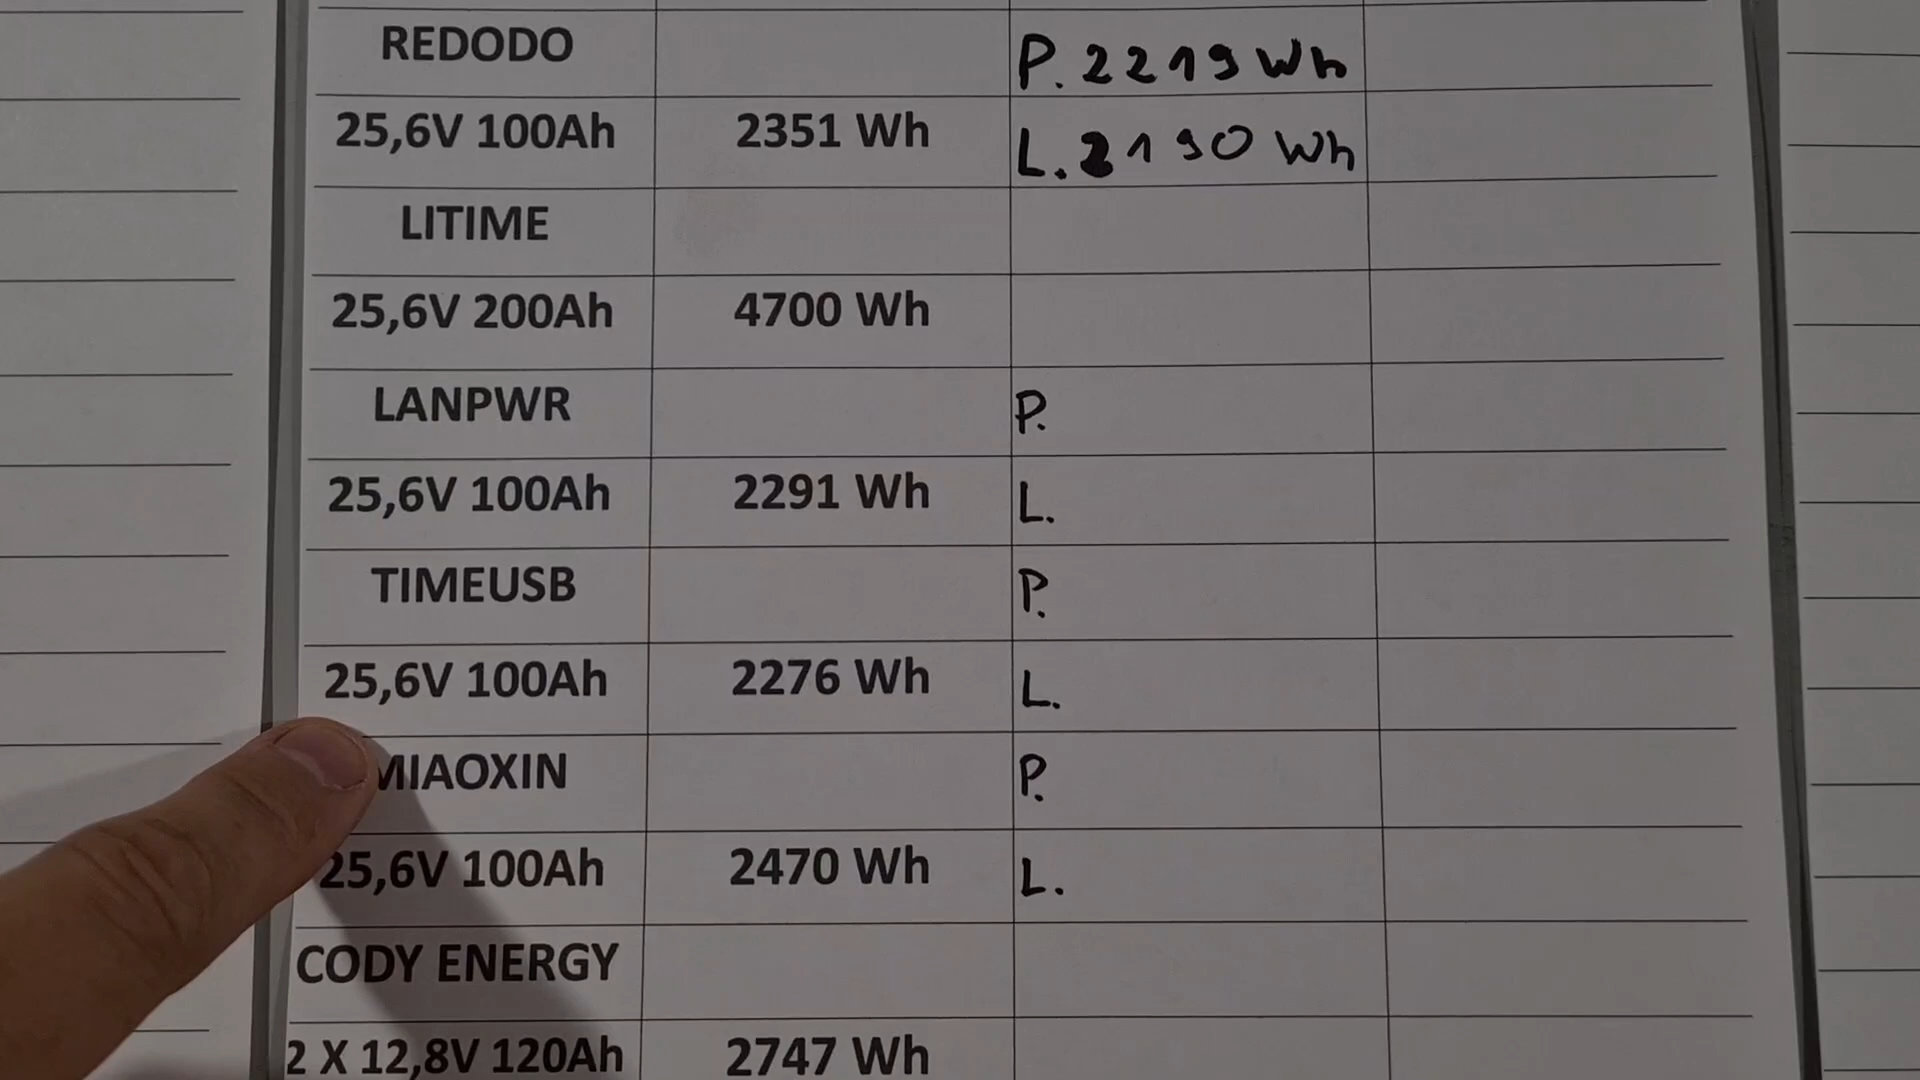 REDODO P. 2219 Wh
25,6V 100Ah 2351 Wh L. 2190 Wh
LITIME
25,6V 200Ah 4700 Wh
LANPWR P.
25,6V 100Ah 2291 Wh L.
TIMEUSB P.
25,6V 100Ah 2276 Wh L.
MIAOXIN P.
25,6V 100Ah 2470 Wh L.
CODY ENERGY
2 X 12,8V 120Ah 2747 Wh